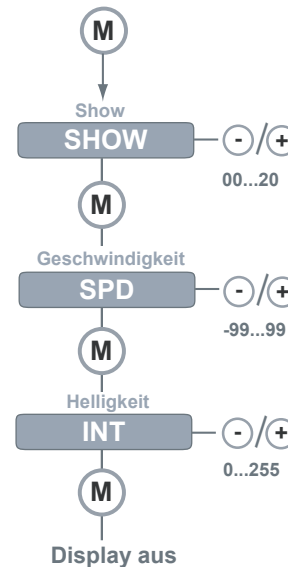 M
Show
SHOW - / +
00...20
M
Geschwindigkeit
SPD - / +
-99...99
M
Helligkeit
INT - / +
0...255
M
Display aus